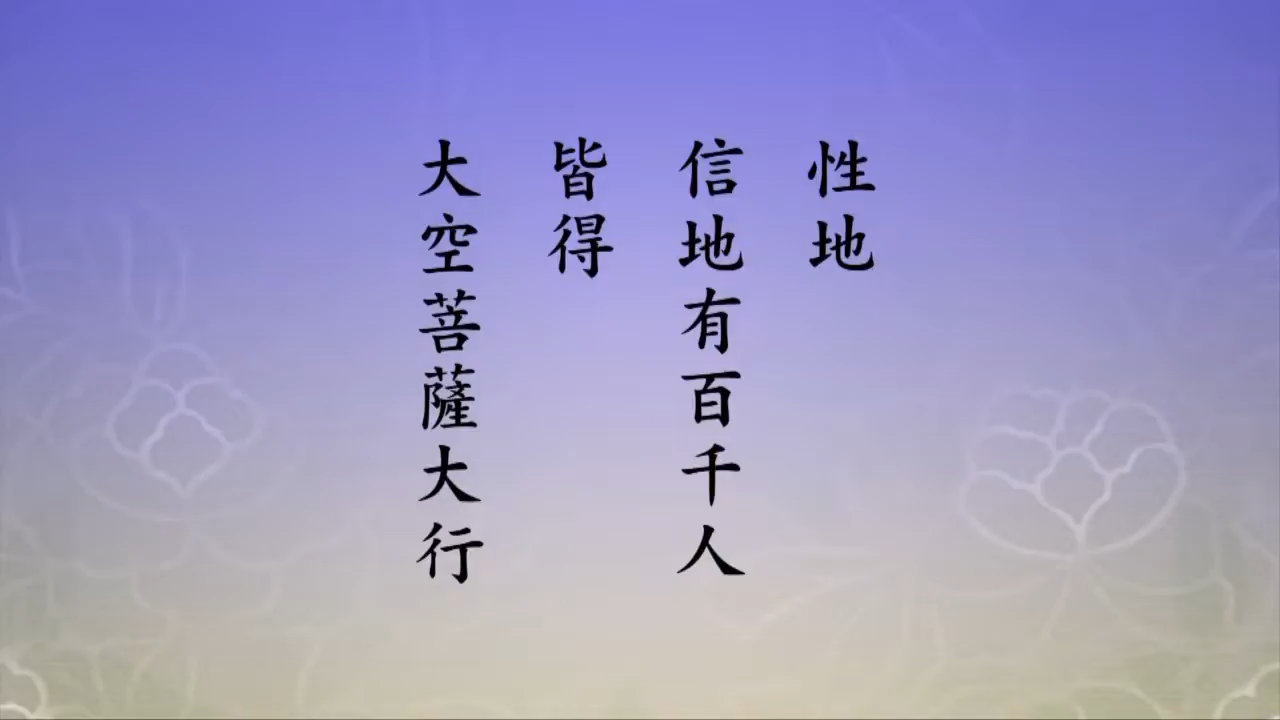 性地
信地有百千人
皆得
大空菩薩大行